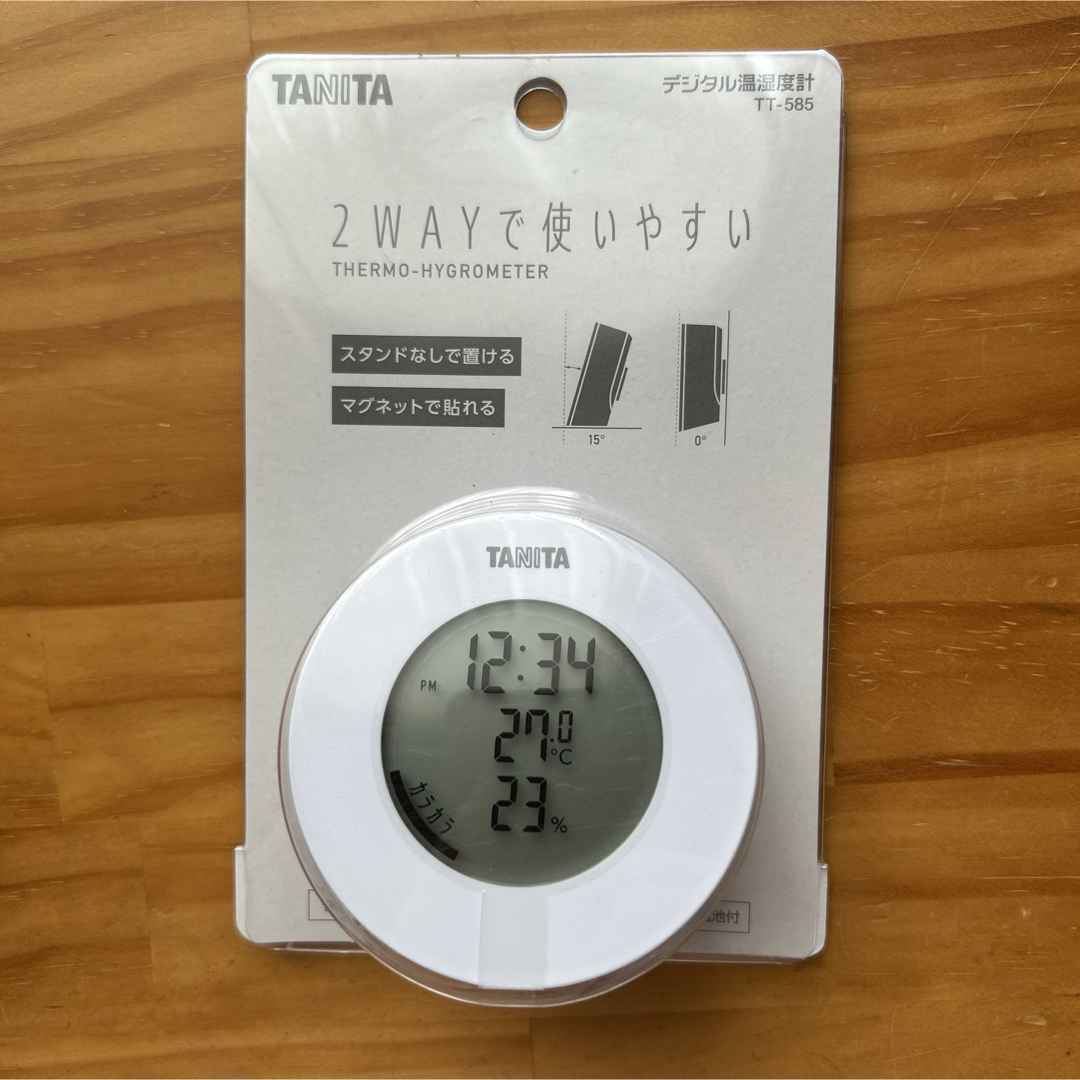 TANITA
デジタル温湿度計
TT-585
2WAYで使いやすい
THERMO-HYGROMETER
スタンドなしで置ける
マグネットで貼れる
15°
0°
TANITA
PM 12:34
27.0 °C
23 %
カラカラ
池付